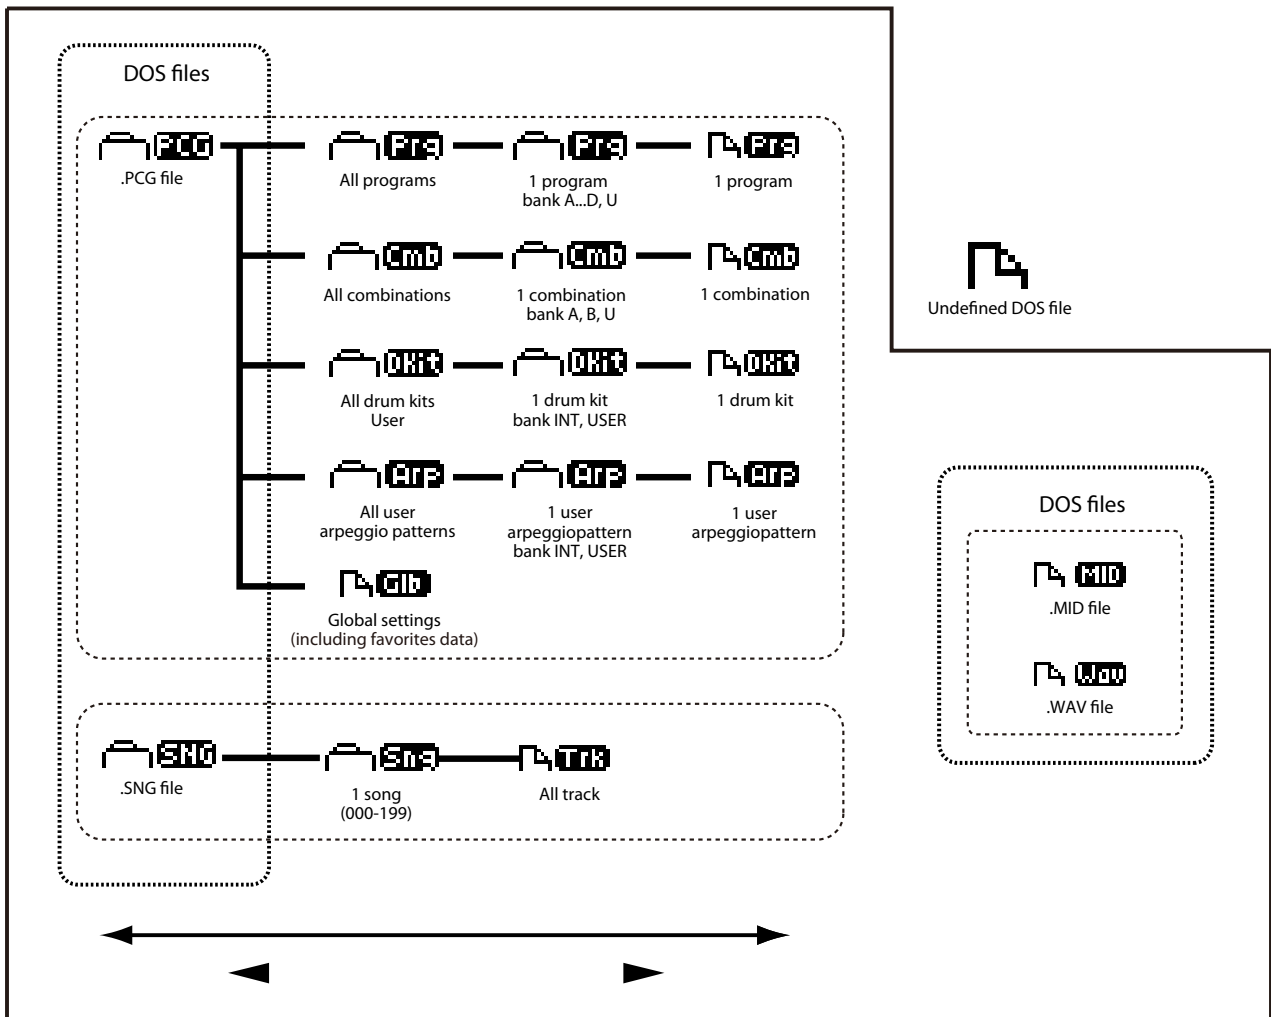 DOS files
PCG
Prg
Prg
Prg
.PCG file
All programs
1 program
bank A...D, U
1 program
Cmb
Cmb
Cmb
All combinations
1 combination
bank A, B, U
1 combination
Undefined DOS file
DKit
DKit
DKit
All drum kits
User
1 drum kit
bank INT, USER
1 drum kit
Arp
Arp
Arp
All user
arpeggio patterns
1 user
arpeggiopattern
bank INT, USER
1 user
arpeggiopattern
Glb
Global settings
(including favorites data)
DOS files
MID
.MID file
Wav
.WAV file
SNG
Sng
Trk
.SNG file
1 song
(000-199)
All track